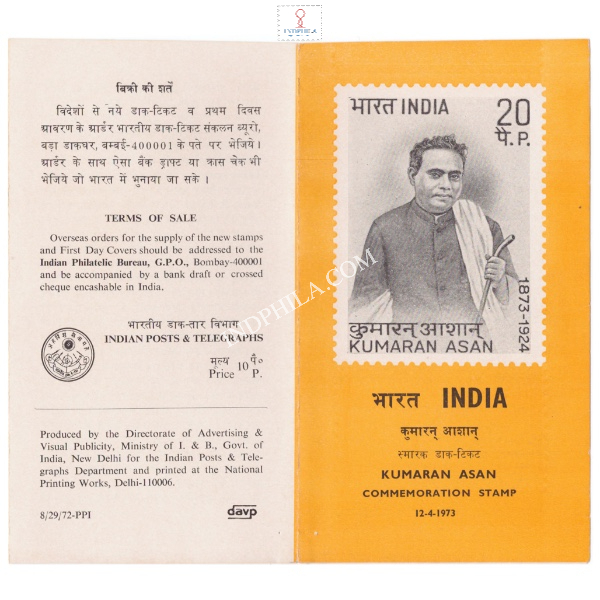 INDIPHILA
बिक्री की शर्तें
विदेशों से नये डाक-टिकट व प्रथम दिवस
श्रावरण के ग्रार्डर भारतीय डाक-टिकट संकलन ब्यूरो,
बड़ा डाकघर, बम्बई-400001 के पते पर भेजिये।
ग्रार्डर के साथ ऐसा बैंक ड्राफ्ट या क्रास चेक भी
भेजिये जो भारत में भुनाया जा सके।
TERMS OF SALE
Overseas orders for the supply of the new stamps
and First Day Covers should be addressed to the
Indian Philatelic Bureau, G.P.O., Bombay-400001
and be accompanied by a bank draft or crossed
cheque encashable in India.
भारतीय डाक-तार विभाग
INDIAN POSTS & TELEGRAPHS
मूल्य 10 पै०
Price P.
Produced by the Directorate of Advertising &
Visual Publicity, Ministry of I. & B., Govt. of
India, New Delhi for the Indian Posts & Tele-
graphs Department and printed at the National
Printing Works, Delhi-110006.
8/29/72-PPI
davp
भारत INDIA
20
पै. P.
1873-1924
कुमारन् आशान्
KUMARAN ASAN
भारत INDIA
कुमारन् आशान्
स्मारक डाक-टिकट
KUMARAN ASAN
COMMEMORATION STAMP
12-4-1973
INDIPHILA.COM